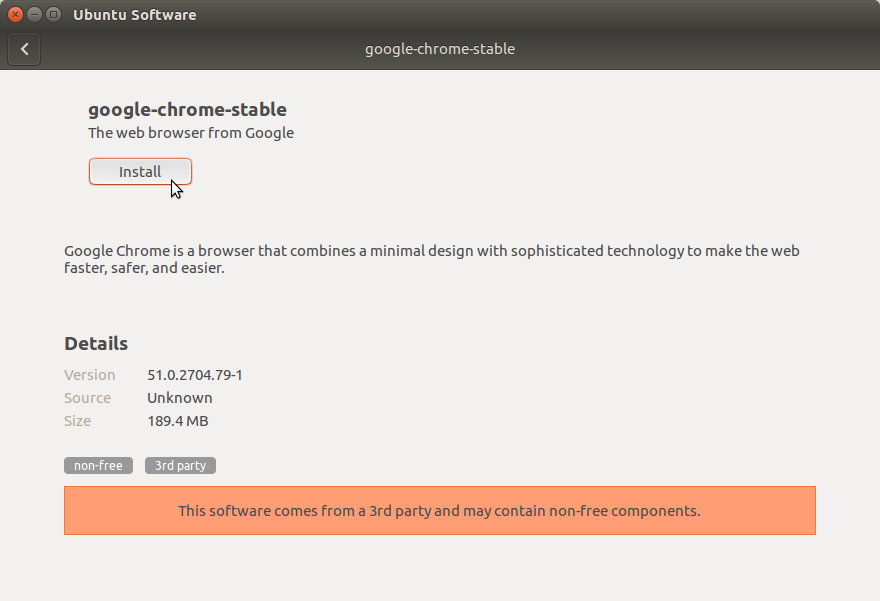 Ubuntu Software
google-chrome-stable
google-chrome-stable
The web browser from Google
Install
Google Chrome is a browser that combines a minimal design with sophisticated technology to make the web
faster, safer, and easier.
Details
Version 51.0.2704.79-1
Source Unknown
Size 189.4 MB
non-free 3rd party
This software comes from a 3rd party and may contain non-free components.